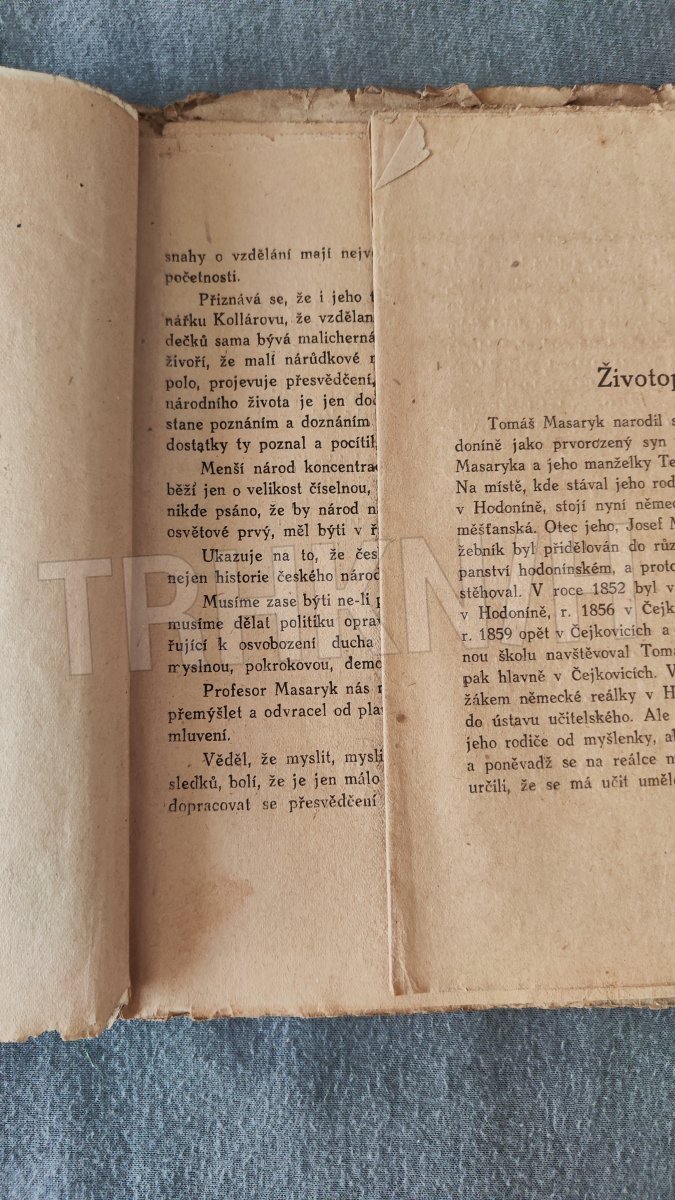 snahy o vzdělání mají nejv
početnosti.
Přiznává se, že i jeho
nářku Kollárovu, že vzdělan
dečků sama bývá malicherná
živoří, že malí nárůdkové
polo, projevuje přesvědčení,
národního života je jen
stane poznáním a doznáním
dostatky ty poznal a pocítil
Menší národ koncentra
běží jen o velikost číselnou,
nikde psáno, že by národ n
osvětové prvý, měl býti v
Ukazuje na to, že čes
nejen historie českého národ
Musíme zase býti ne-li
musíme dělat politiku opra
řující k osvobození ducha
myslnou, pokrokovou, demo
Profesor Masaryk nás
přemýšlet a odvracel od pla
mluvení.
Věděl, že myslit, mysli
sledků, bolí, že je jen málo
dopracovat se přesvědčení
Životop
Tomáš Masaryk narodil s
doníně jako prvorozený syn
Masaryka a jeho manželky Te
Na místě, kde stával jeho rod
v Hodoníně, stojí nyní němec
měšťanská. Otec jeho, Josef M
žebník byl přidělován do růz
panství hodonínském, a proto
stěhoval. V roce 1852 byl v
v Hodoníně, r. 1856 v Čejk
r. 1859 opět v Čejkovicích a
nou školu navštěvoval Tomá
pak hlavně v Čejkovicích. V
žákem německé reálky v H
do ústavu učitelského. Ale
jeho rodiče od myšlenky, ab
a poněvadž se na reálce n
určili, že se má učit uměl